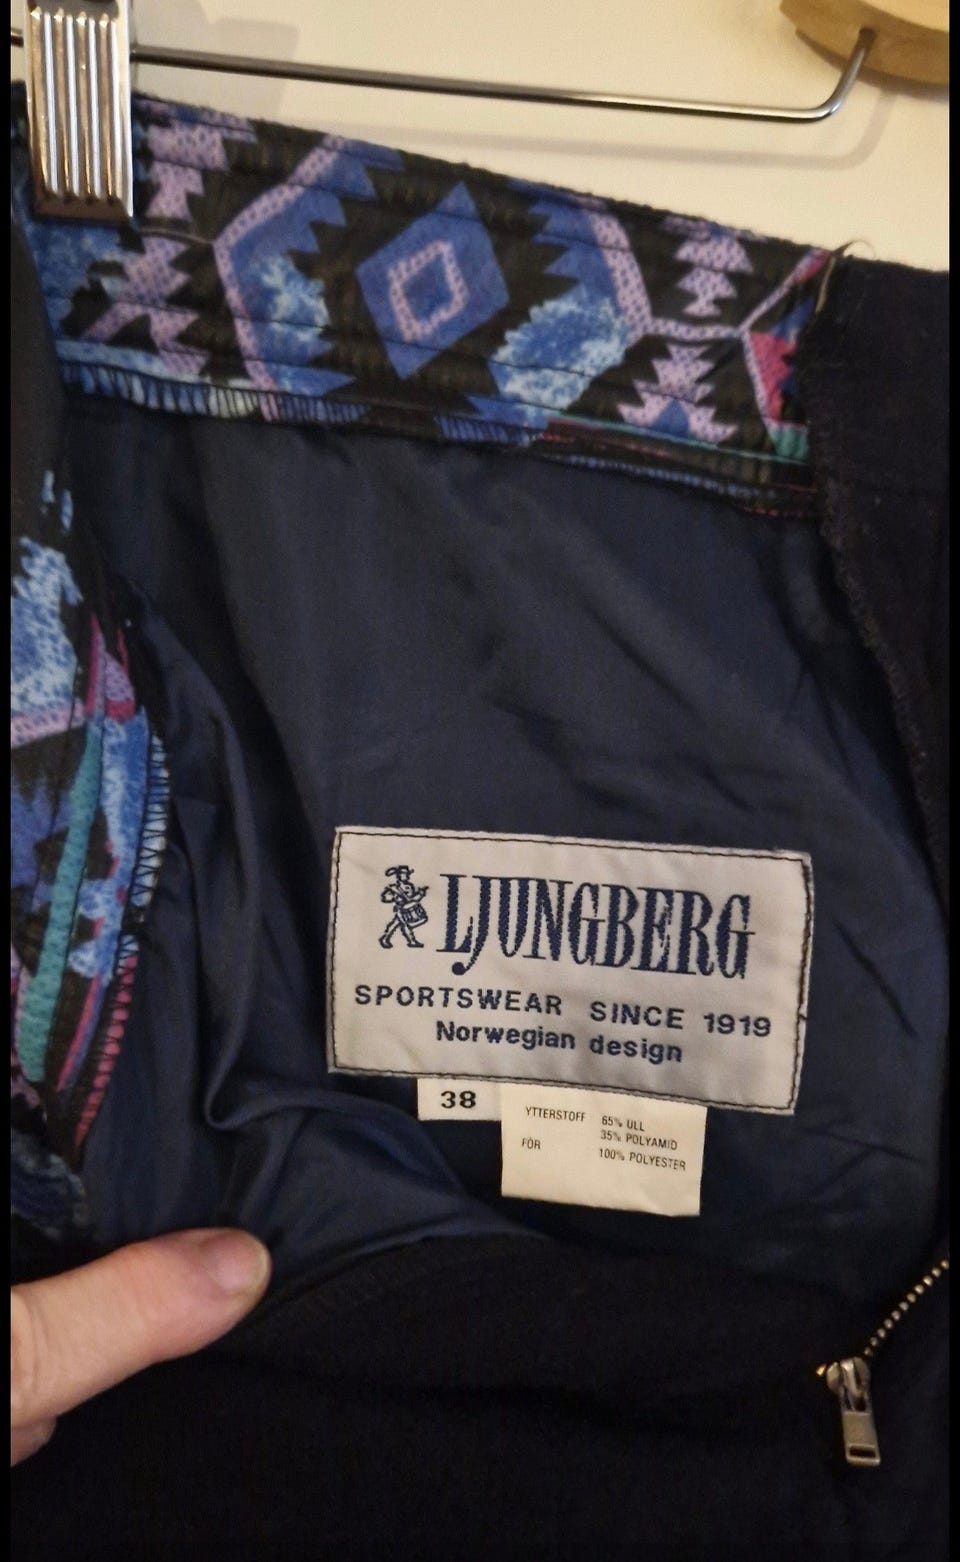 LJUNGBERG
SPORTSWEAR SINCE 1919
Norwegian design
38
YTTERSTOFF 65% ULL
35% POLYAMID
FÔR 100% POLYESTER